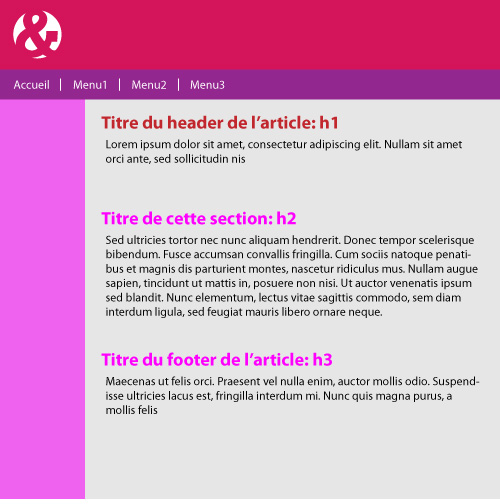 &
Accueil | Menu1 | Menu2 | Menu3
Titre du header de l’article: h1
Lorem ipsum dolor sit amet, consectetur adipiscing elit. Nullam sit amet
orci ante, sed sollicitudin nis
Titre de cette section: h2
Sed ultricies tortor nec nunc aliquam hendrerit. Donec tempor scelerisque
bibendum. Fusce accumsan convallis fringilla. Cum sociis natoque penati-
bus et magnis dis parturient montes, nascetur ridiculus mus. Nullam augue
sapien, tincidunt ut mattis in, posuere non nisi. Ut auctor venenatis ipsum
sed blandit. Nunc elementum, lectus vitae sagittis commodo, sem diam
interdum ligula, sed feugiat mauris libero ornare neque.
Titre du footer de l’article: h3
Maecenas ut felis orci. Praesent vel nulla enim, auctor mollis odio. Suspend-
isse ultricies lacus est, fringilla interdum mi. Nunc quis magna purus, a
mollis felis